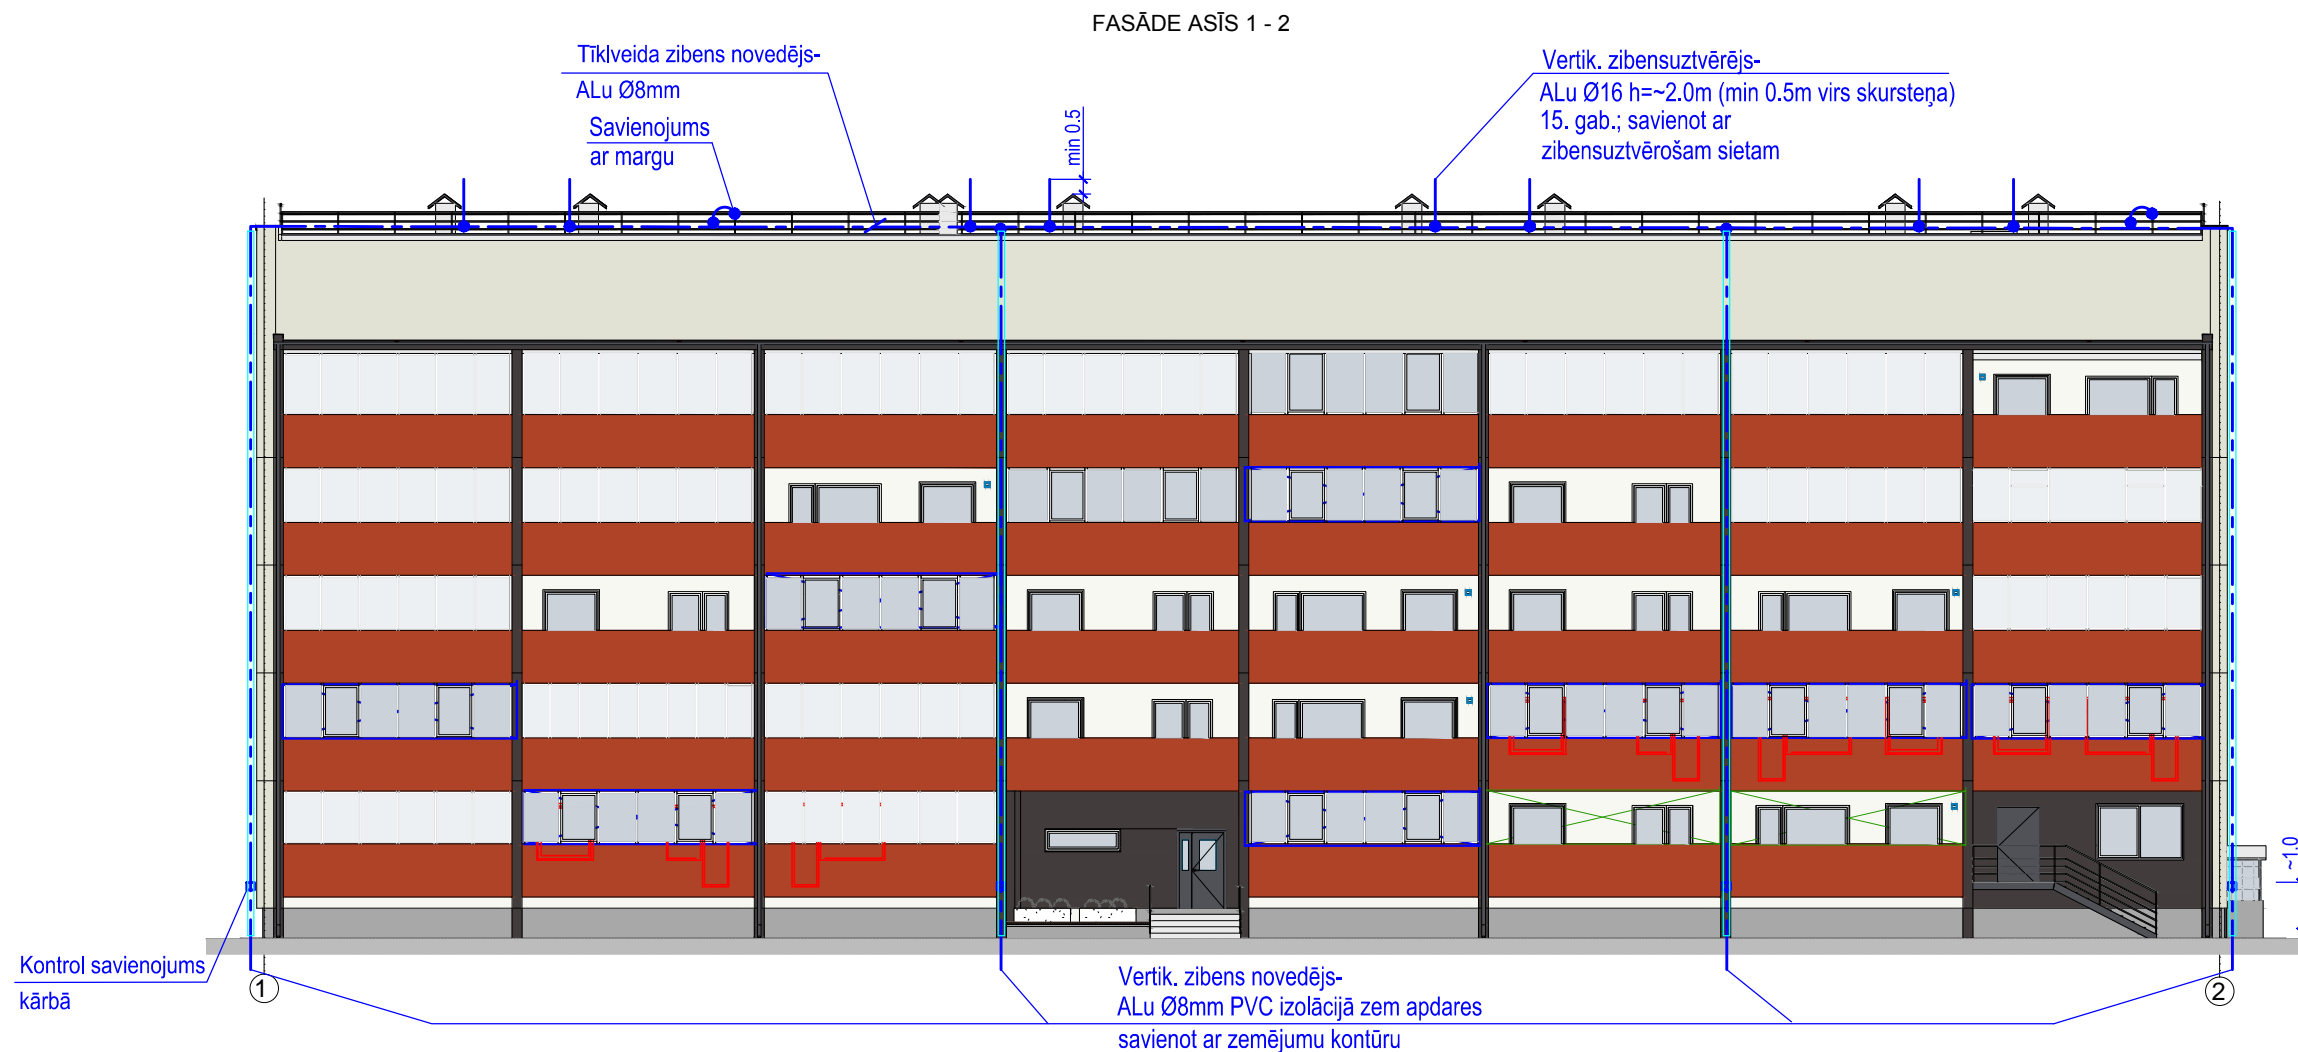 FASĀDE ASĪS 1 - 2
Tīklveida zibens novedējs-
ALu Ø8mm
Savienojums
ar margu
min 0.5
Vertik. zibensuztvērējs-
ALu Ø16 h=~2.0m (min 0.5m virs skursteņa)
15. gab.; savienot ar
zibensuztvērošam sietam
~1.0
Kontrol savienojums
kārbā
1
Vertik. zibens novedējs-
ALu Ø8mm PVC izolācijā zem apdares
savienot ar zemējumu kontūru
2